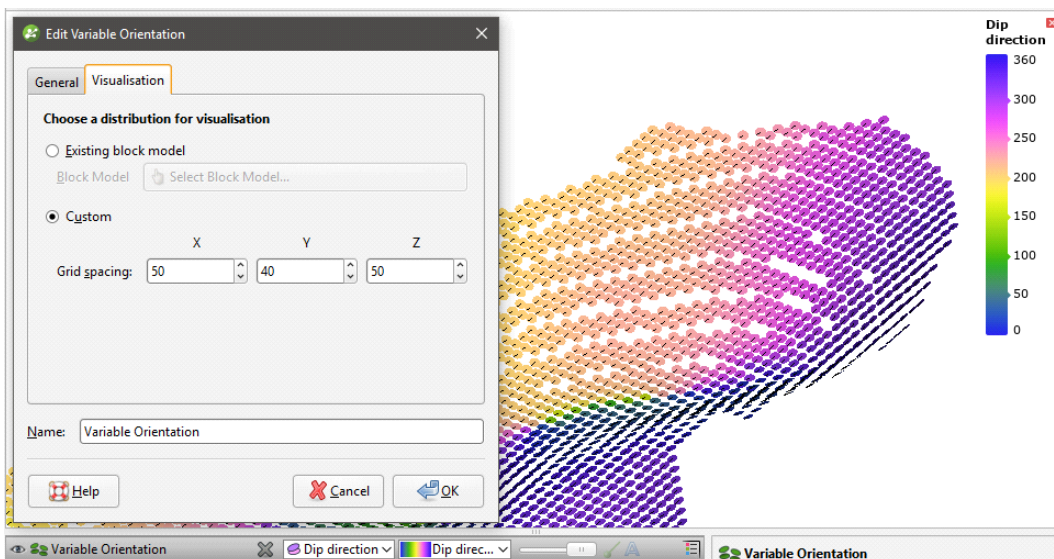 Edit Variable Orientation
General
Visualisation
Choose a distribution for visualisation
Existing block model
Block Model
Select Block Model...
Custom
X Y Z
Grid spacing: 50 40 50
Name: Variable Orientation
Help
Cancel
OK
Dip
direction
360
300
250
200
150
100
50
0
Variable Orientation
Dip direction
Dip direc...
A
Variable Orientation